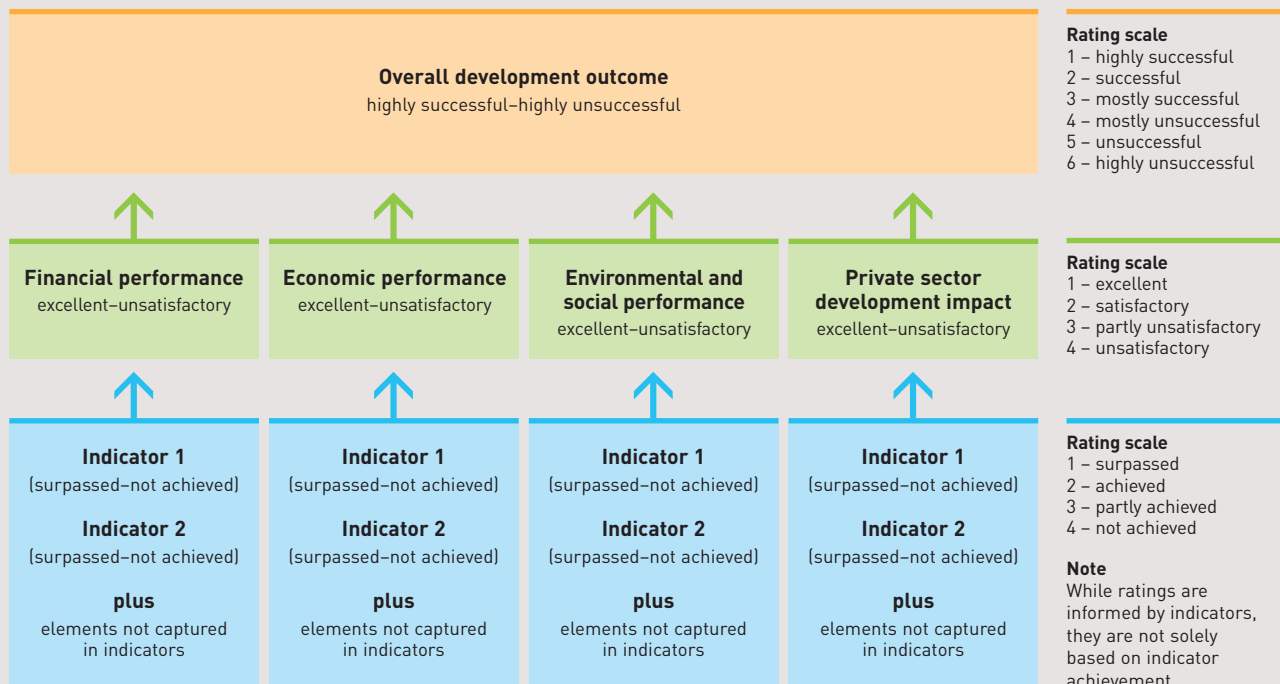 Overall development outcome
highly successful–highly unsuccessful
Rating scale
1 – highly successful
2 – successful
3 – mostly successful
4 – mostly unsuccessful
5 – unsuccessful
6 – highly unsuccessful
Financial performance
excellent–unsatisfactory
Economic performance
excellent–unsatisfactory
Environmental and
social performance
excellent–unsatisfactory
Private sector
development impact
excellent–unsatisfactory
Rating scale
1 – excellent
2 – satisfactory
3 – partly unsatisfactory
4 – unsatisfactory
Indicator 1
(surpassed–not achieved)
Indicator 2
(surpassed–not achieved)
plus
elements not captured
in indicators
Indicator 1
(surpassed–not achieved)
Indicator 2
(surpassed–not achieved)
plus
elements not captured
in indicators
Indicator 1
(surpassed–not achieved)
Indicator 2
(surpassed–not achieved)
plus
elements not captured
in indicators
Indicator 1
(surpassed–not achieved)
Indicator 2
(surpassed–not achieved)
plus
elements not captured
in indicators
Rating scale
1 – surpassed
2 – achieved
3 – partly achieved
4 – not achieved
Note
While ratings are
informed by indicators,
they are not solely
based on indicator
achievement